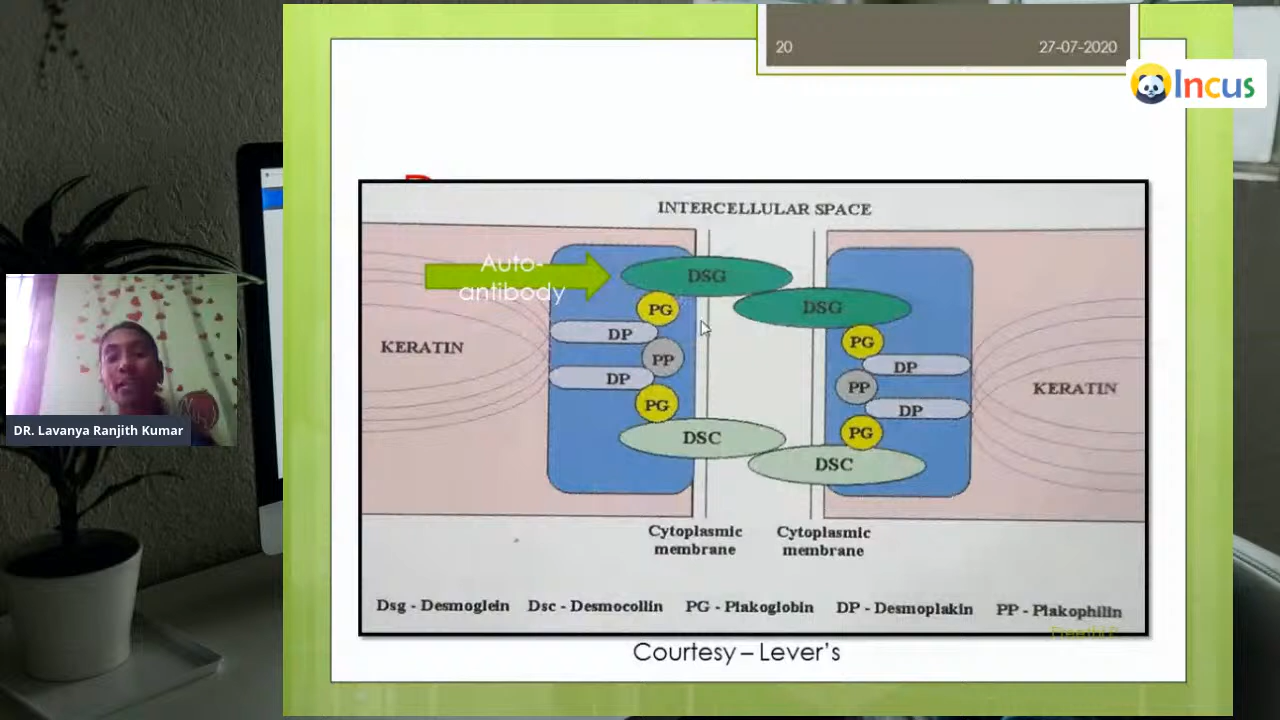 20 27-07-2020
Incus
INTERCELLULAR SPACE
Auto-
antibody
DSG
DSG
PG
DP
PP
DP
PG
DSC
PG
DP
PP
DP
PG
DSC
KERATIN
KERATIN
Cytoplasmic
membrane
Cytoplasmic
membrane
Dsg - Desmoglein Dsc - Desmocollin PG - Plakoglobin DP - Desmoplakin PP - Plakophilin
Courtesy – Lever's
DR. Lavanya Ranjith Kumar